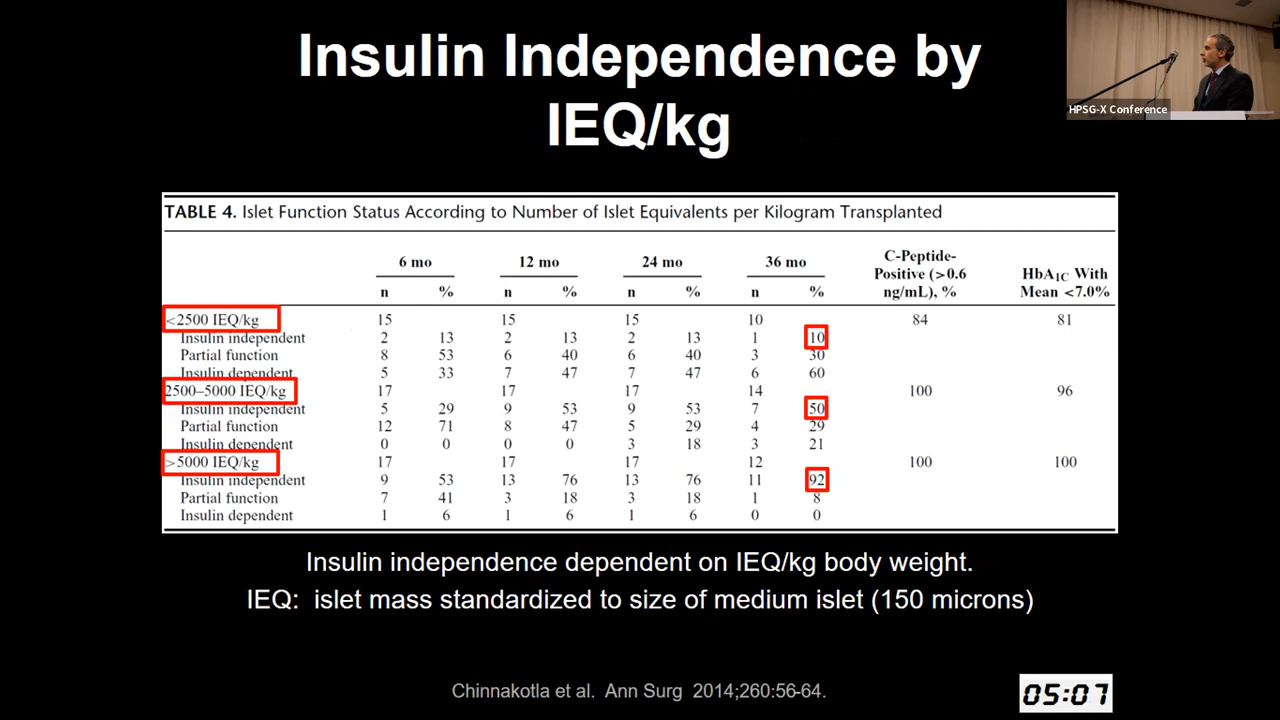 Insulin Independence by
IEQ/kg
HPSG-X Conference
TABLE 4. Islet Function Status According to Number of Islet Equivalents per Kilogram Transplanted
6 mo 12 mo 24 mo 36 mo C-Peptide-Positive (>0.6 ng/mL), % HbA1C With Mean <7.0%
n % n % n % n %
<2500 IEQ/kg 15 15 15 10 84 81
Insulin independent 2 13 2 13 2 13 1 10
Partial function 8 53 6 40 6 40 3 30
Insulin dependent 5 33 7 47 7 47 6 60
2500–5000 IEQ/kg 17 17 17 14 100 96
Insulin independent 5 29 9 53 9 53 7 50
Partial function 12 71 8 47 5 29 4 29
Insulin dependent 0 0 0 0 3 18 3 21
>5000 IEQ/kg 17 17 17 12 100 100
Insulin independent 9 53 13 76 13 76 11 92
Partial function 7 41 3 18 3 18 1 8
Insulin dependent 1 6 1 6 1 6 0 0
Insulin independence dependent on IEQ/kg body weight.
IEQ: islet mass standardized to size of medium islet (150 microns)
Chinnakotla et al. Ann Surg 2014;260:56-64.
05:07